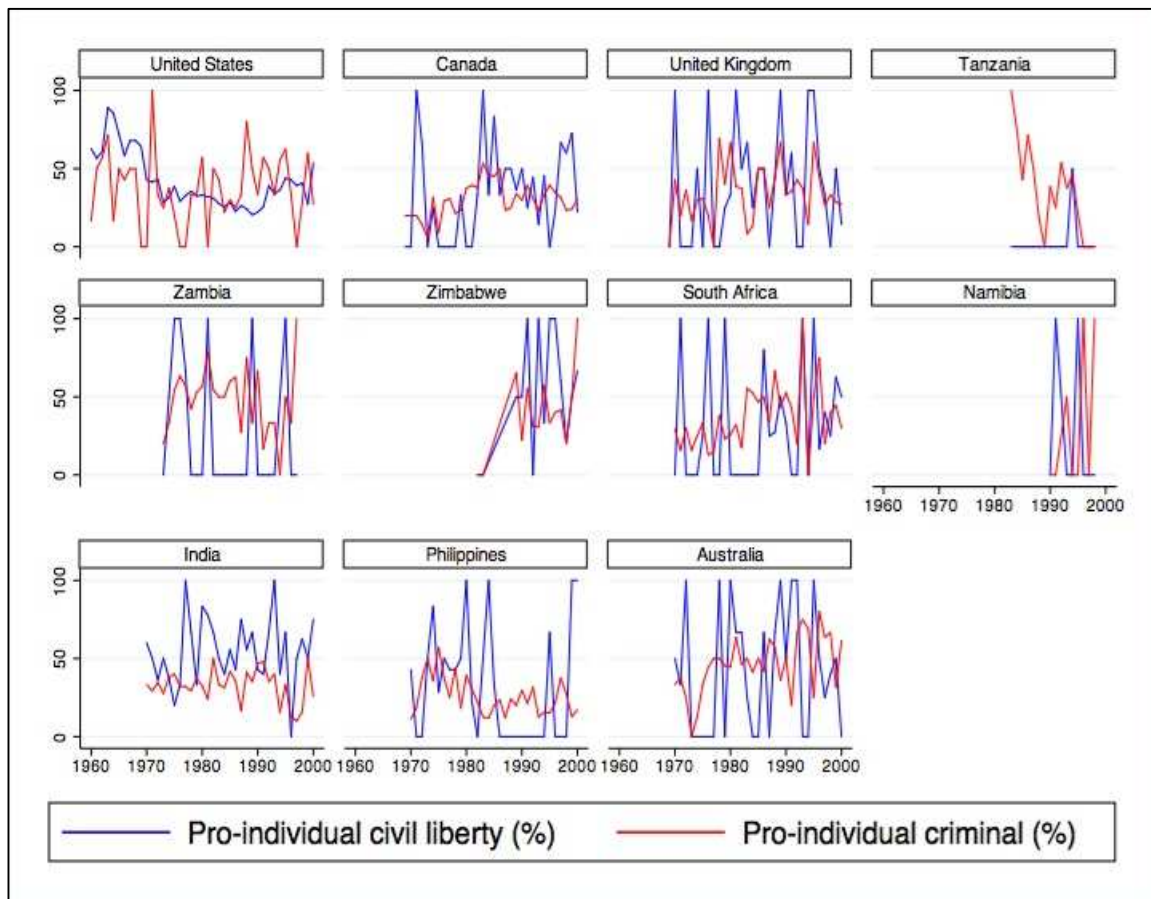 United States Canada United Kingdom Tanzania
100
50
0
Zambia Zimbabwe South Africa Namibia
100
50
0
1960 1970 1980 1990 2000
India Philippines Australia
100
50
0
1960 1970 1980 1990 2000 1960 1970 1980 1990 2000 1960 1970 1980 1990 2000
Pro-individual civil liberty (%) Pro-individual criminal (%)